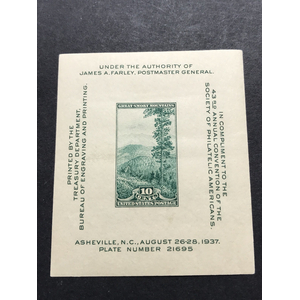 UNDER THE AUTHORITY OF
JAMES A. FARLEY, POSTMASTER GENERAL.
PRINTED BY THE
TREASURY DEPARTMENT,
BUREAU OF ENGRAVING AND PRINTING.
GREAT SMOKY MOUNTAINS
10
CENTS
UNITED STATES POSTAGE
IN COMPLIMENT TO THE
43RD ANNUAL CONVENTION OF THE
SOCIETY OF PHILATELIC AMERICANS.
ASHEVILLE, N.C., AUGUST 26-28, 1937.
PLATE NUMBER 21695